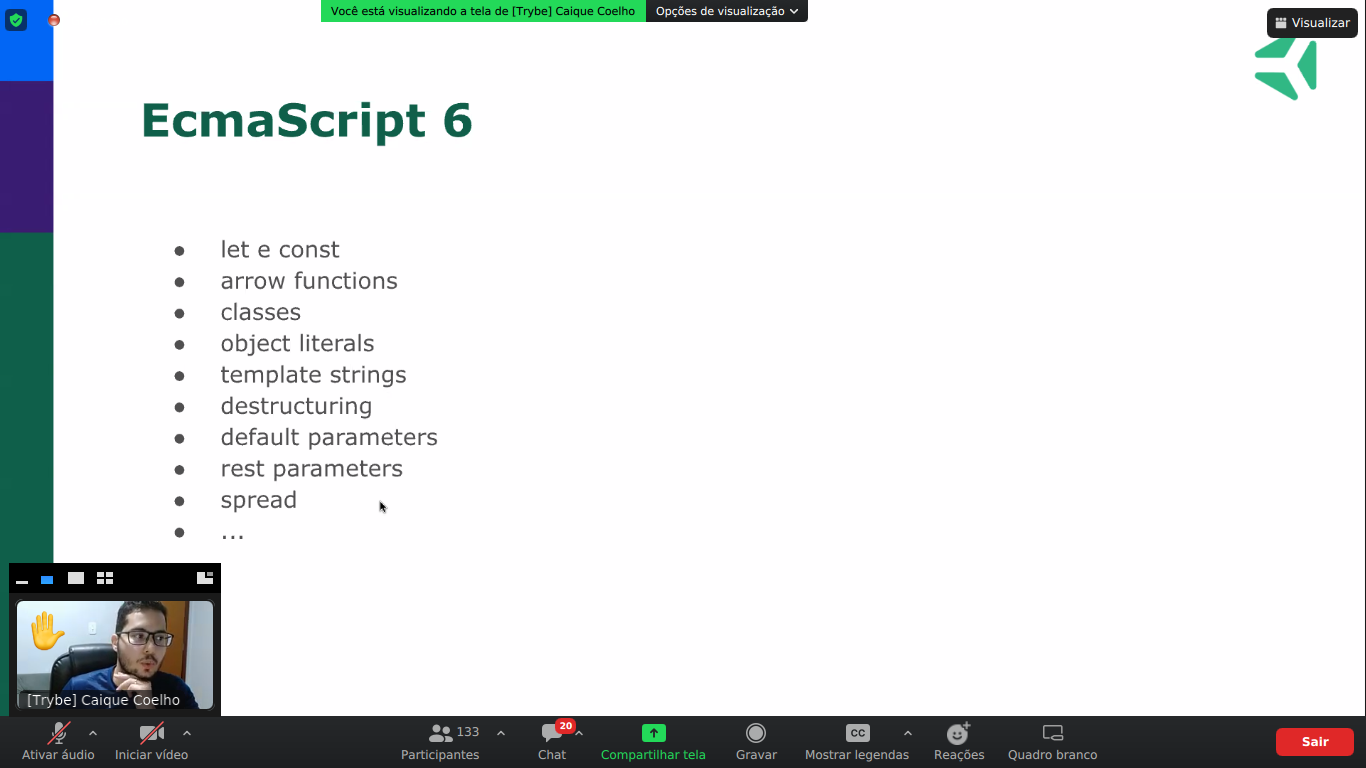 Você está visualizando a tela de [Trybe] Caique Coelho
Opções de visualização
Visualizar
EcmaScript 6
● let e const
● arrow functions
● classes
● object literals
● template strings
● destructuring
● default parameters
● rest parameters
● spread
● ...
[Trybe] Caique Coelho
Ativar áudio
Iniciar vídeo
133
Participantes
20
Chat
Compartilhar tela
Gravar
CC
Mostrar legendas
Reações
Quadro branco
Sair